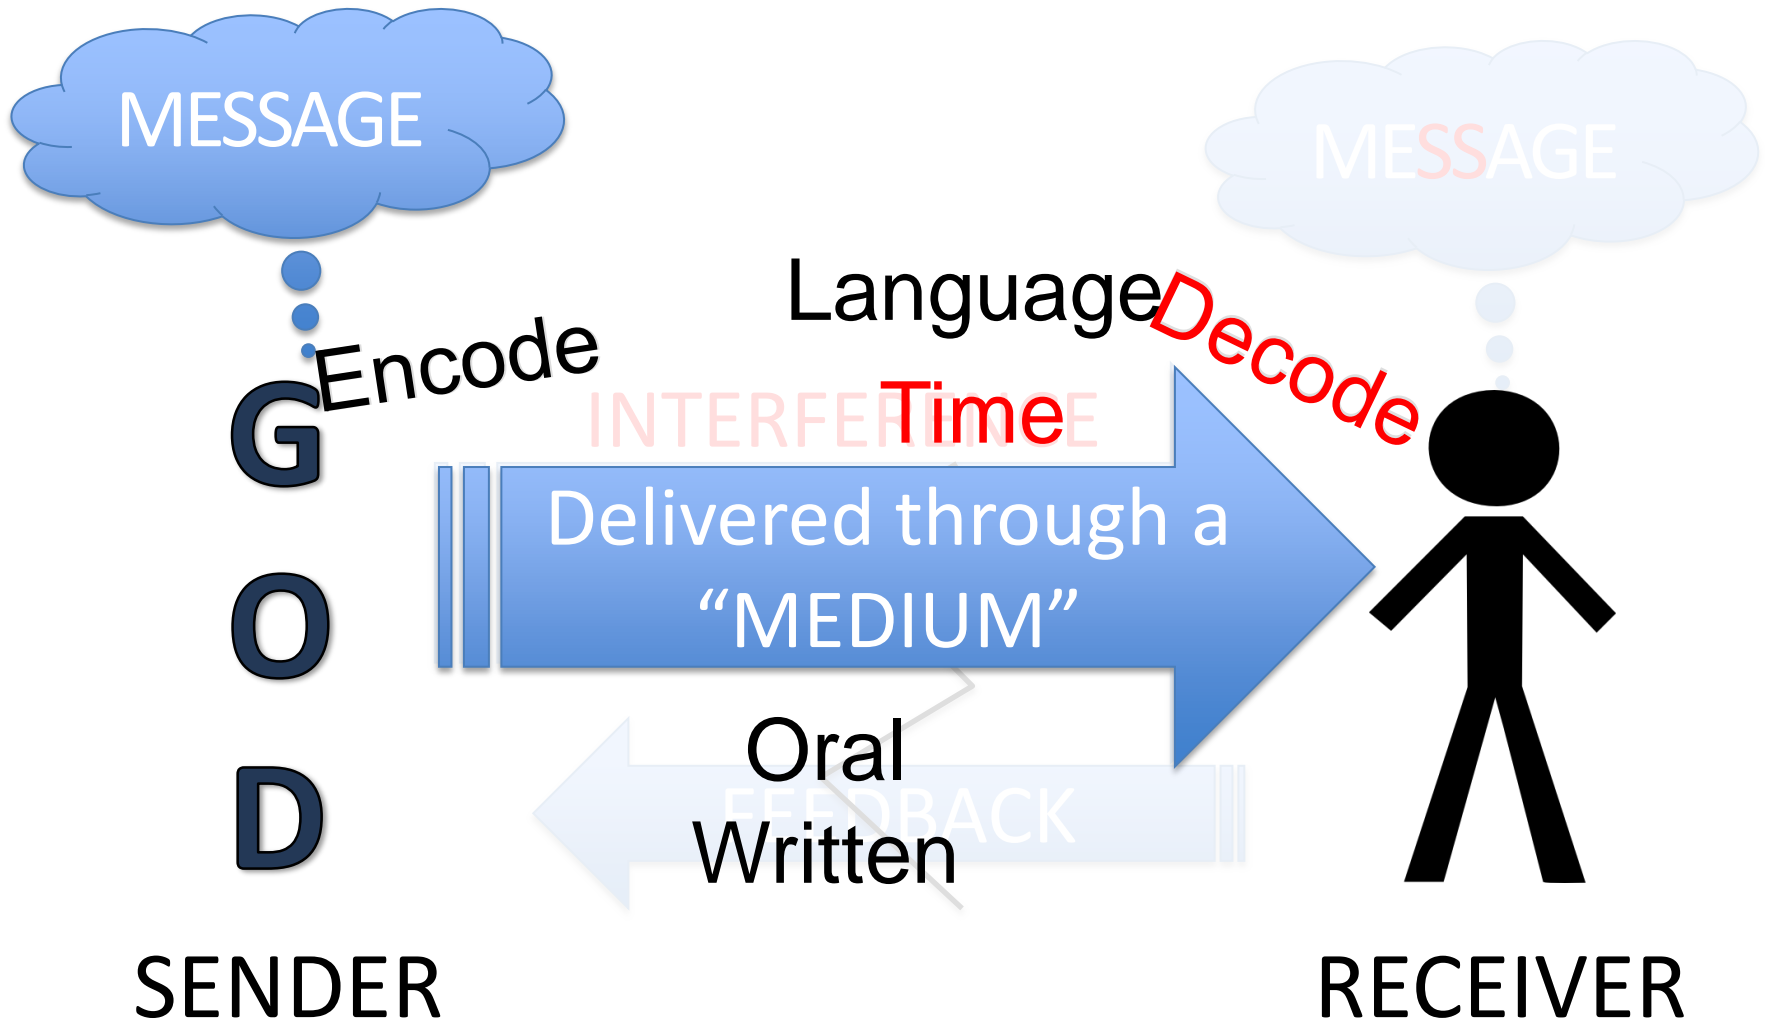 MESSAGE
MESSAGE
Language
Decode
Encode
INTERFERENCE
Time
G
O
D
Delivered through a
“MEDIUM”
Oral
FEEDBACK
Written
SENDER
RECEIVER